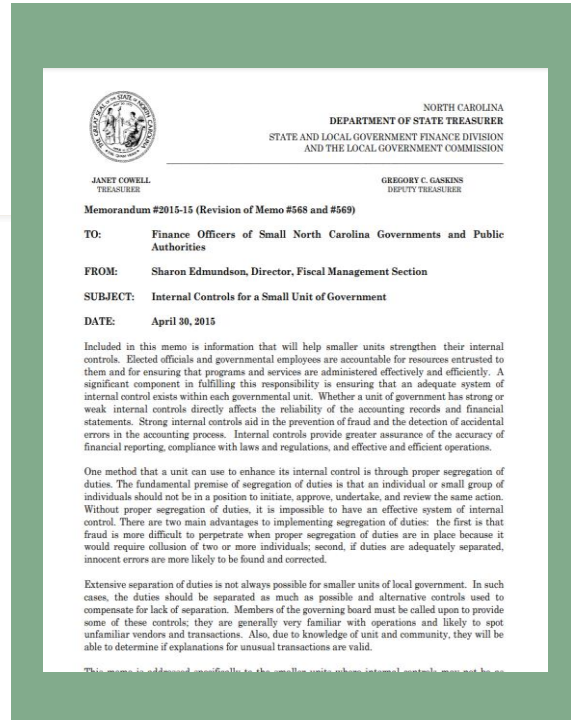 NORTH CAROLINA
DEPARTMENT OF STATE TREASURER
STATE AND LOCAL GOVERNMENT FINANCE DIVISION
AND THE LOCAL GOVERNMENT COMMISSION
JANET COWELL
TREASURER
GREGORY C. GASKINS
DEPUTY TREASURER
Memorandum #2015-15 (Revision of Memo #568 and #569)
TO: Finance Officers of Small North Carolina Governments and Public
Authorities
FROM: Sharon Edmundson, Director, Fiscal Management Section
SUBJECT: Internal Controls for a Small Unit of Government
DATE: April 30, 2015
Included in this memo is information that will help smaller units strengthen their internal
controls. Elected officials and governmental employees are accountable for resources entrusted to
them and for ensuring that programs and services are administered effectively and efficiently. A
significant component in fulfilling this responsibility is ensuring that an adequate system of
internal control exists within each governmental unit. Whether a unit of government has strong or
weak internal controls directly affects the reliability of the accounting records and financial
statements. Strong internal controls aid in the prevention of fraud and the detection of accidental
errors in the accounting process. Internal controls provide greater assurance of the accuracy of
financial reporting, compliance with laws and regulations, and effective and efficient operations.
One method that a unit can use to enhance its internal control is through proper segregation of
duties. The fundamental premise of segregation of duties is that an individual or small group of
individuals should not be in a position to initiate, approve, undertake, and review the same action.
Without proper segregation of duties, it is impossible to have an effective system of internal
control. There are two main advantages to implementing segregation of duties: the first is that
fraud is more difficult to perpetrate when proper segregation of duties are in place because it
would require collusion of two or more individuals; second, if duties are adequately separated,
innocent errors are more likely to be found and corrected.
Extensive separation of duties is not always possible for smaller units of local government. In such
cases, the duties should be separated as much as possible and alternative controls used to
compensate for lack of separation. Members of the governing board must be called upon to provide
some of these controls; they are generally very familiar with operations and likely to spot
unfamiliar vendors and transactions. Also, due to knowledge of unit and community, they will be
able to determine if explanations for unusual transactions are valid.
This memo is addressed specifically to the smaller units where internal controls may not be as